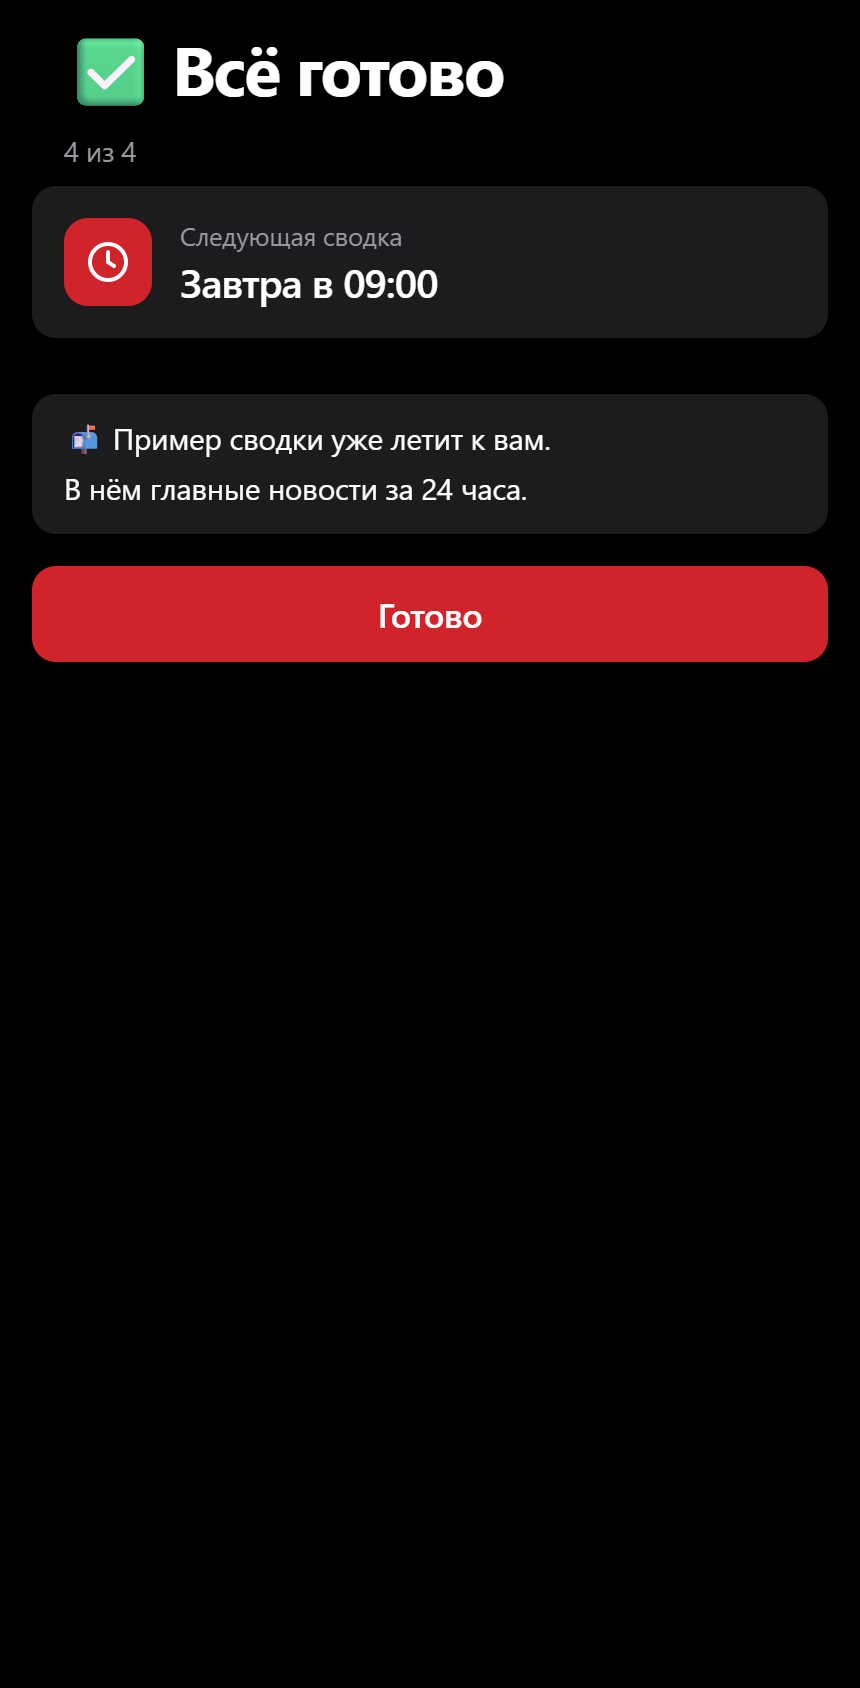 ✅ Всё готово
4 из 4
Следующая сводка
Завтра в 09:00
📬 Пример сводки уже летит к вам.
В нём главные новости за 24 часа.
Готово